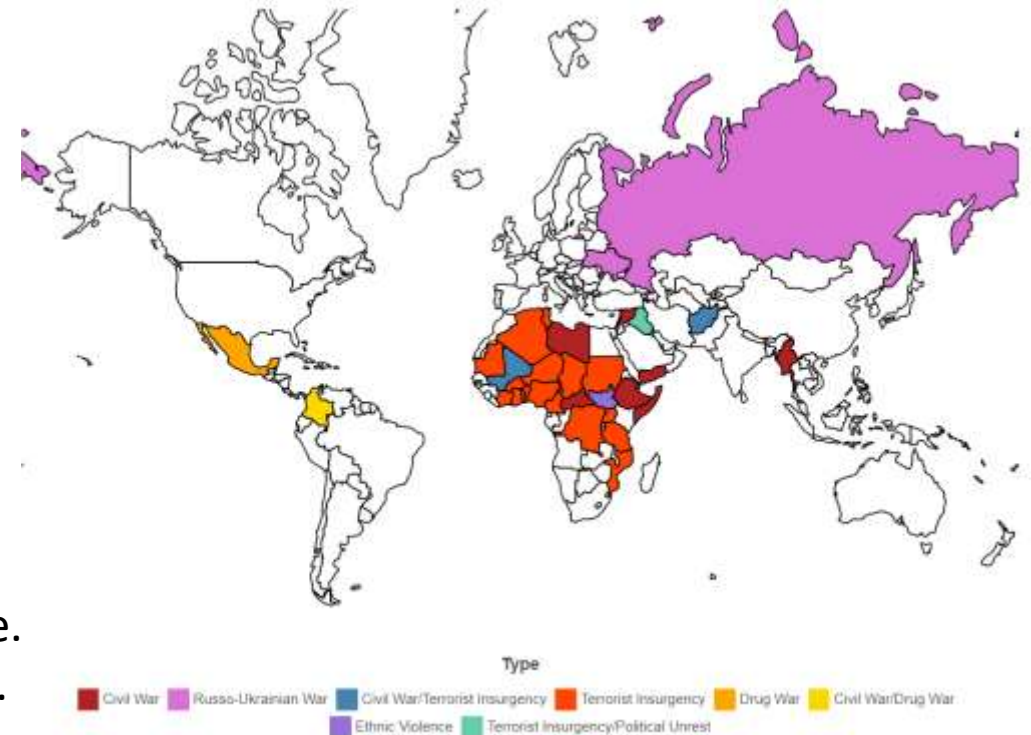 e.
.
Type
Civil War Russo-Ukrainian War Civil War/Terrorist Insurgency Terrorist Insurgency Drug War Civil War/Drug War
Ethnic Violence Terrorist Insurgency/Political Unrest